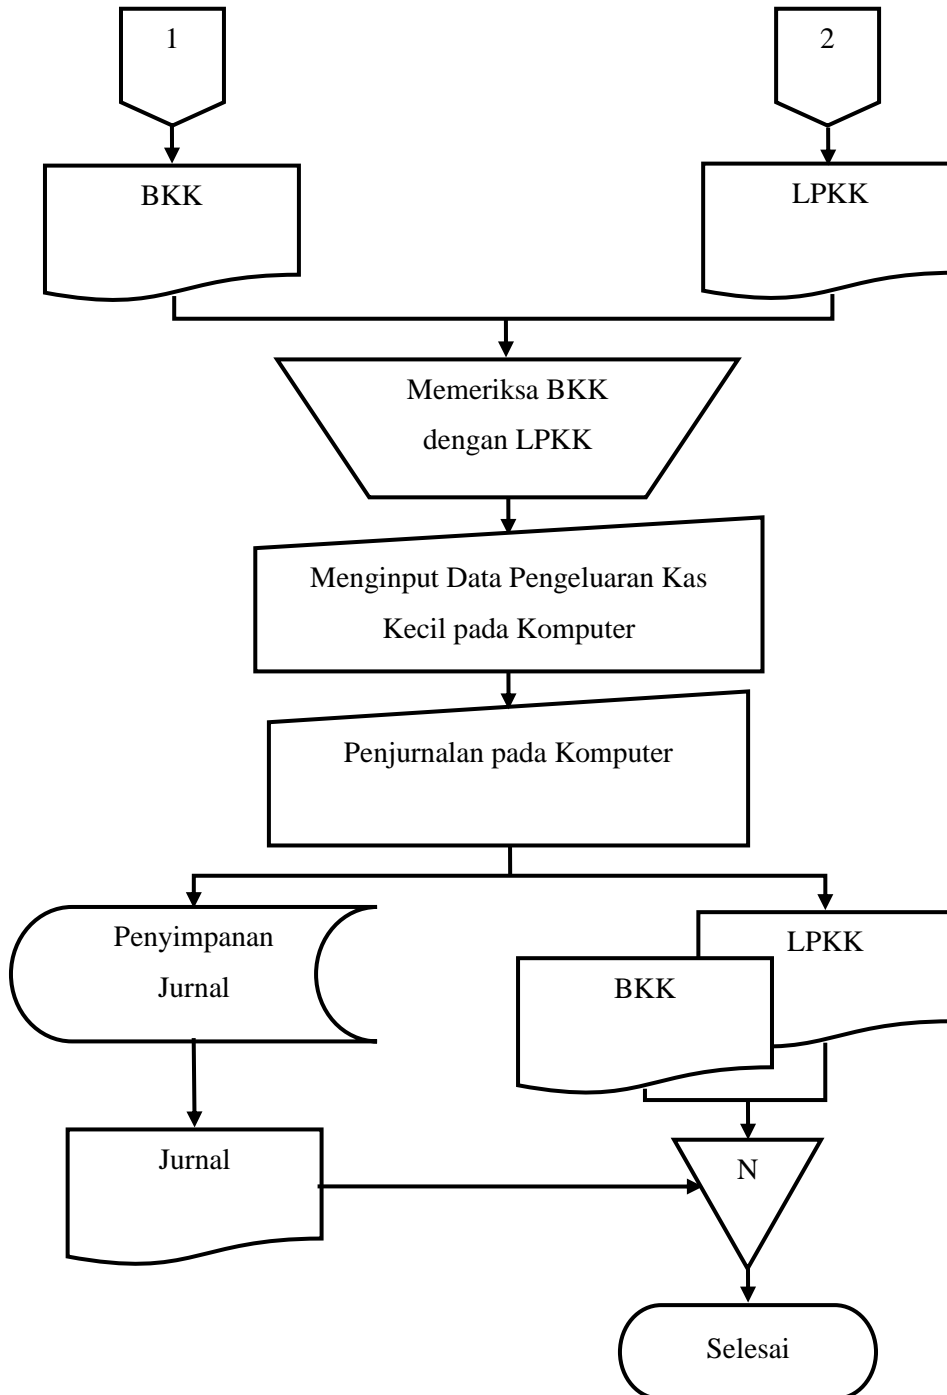 1
2
BKK
LPKK
Memeriksa BKK
dengan LPKK
Menginput Data Pengeluaran Kas
Kecil pada Komputer
Penjurnalan pada Komputer
Penyimpanan
Jurnal
LPKK
BKK
Jurnal
N
Selesai